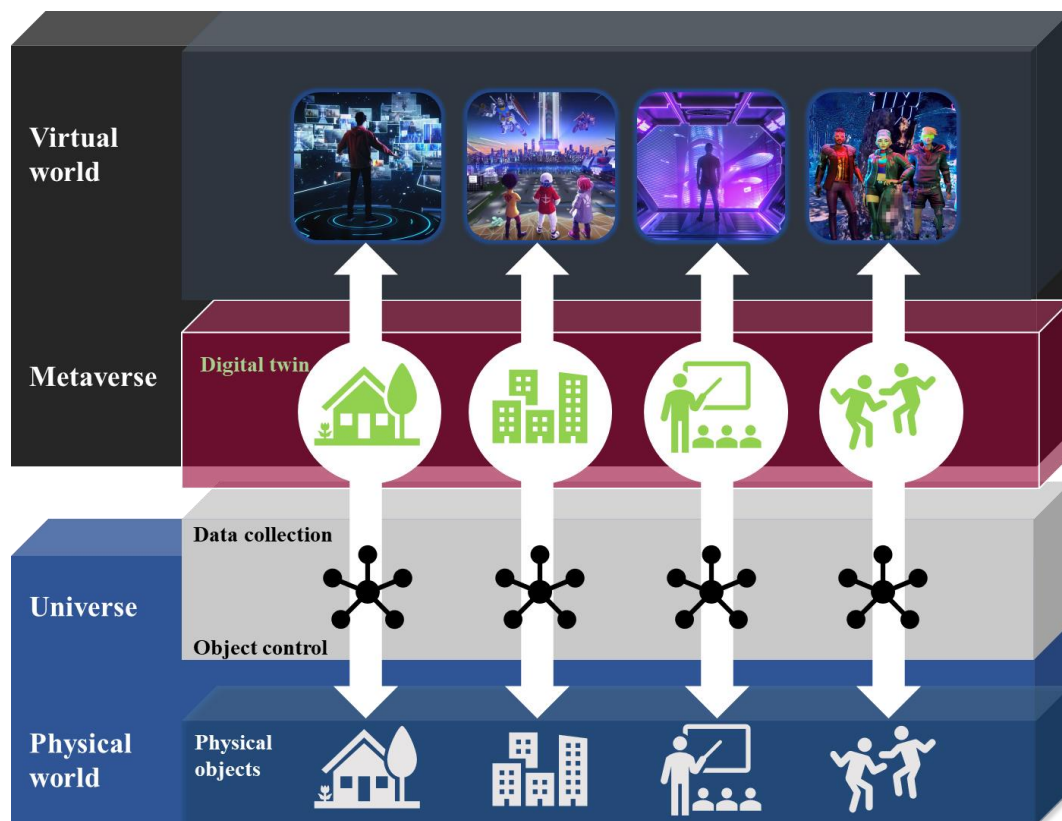 Virtual
world
Metaverse
Digital twin
Data collection
Universe
Object control
Physical
world
Physical
objects